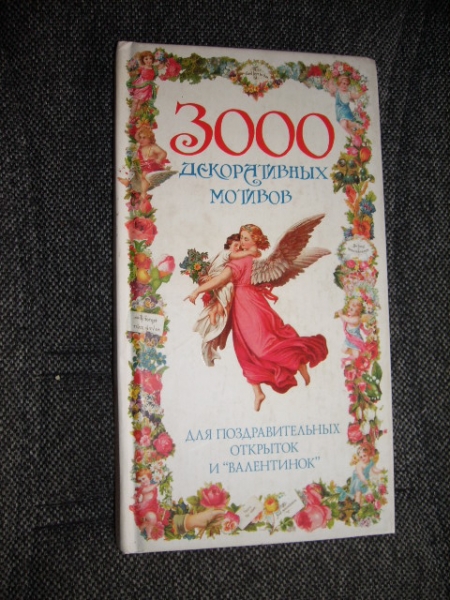 3000
ДЕКОРАТИВНЫХ
МОТИВОВ
ДЛЯ ПОЗДРАВИТЕЛЬНЫХ
ОТКРЫТОК
И "ВАЛЕНТИНОК"